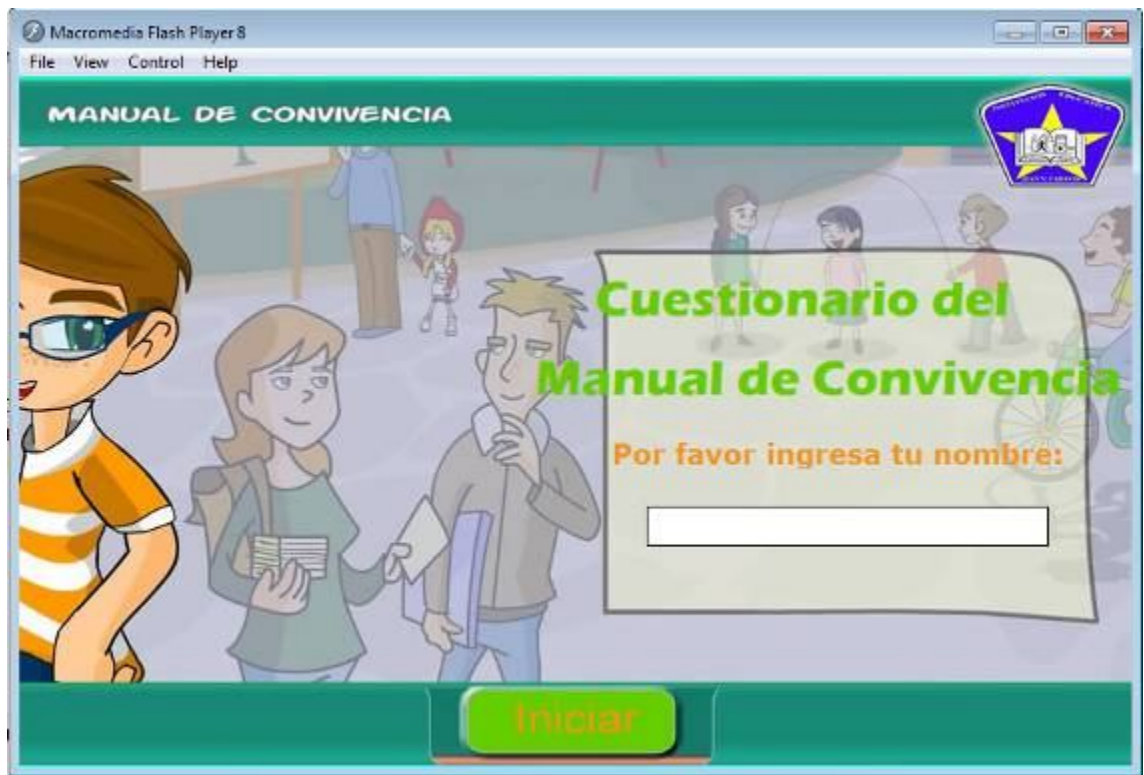 Macromedia Flash Player 8
File View Control Help
MANUAL DE CONVIVENCIA
Cuestionario del
Manual de Convivencia
Por favor ingresa tu nombre:
Iniciar